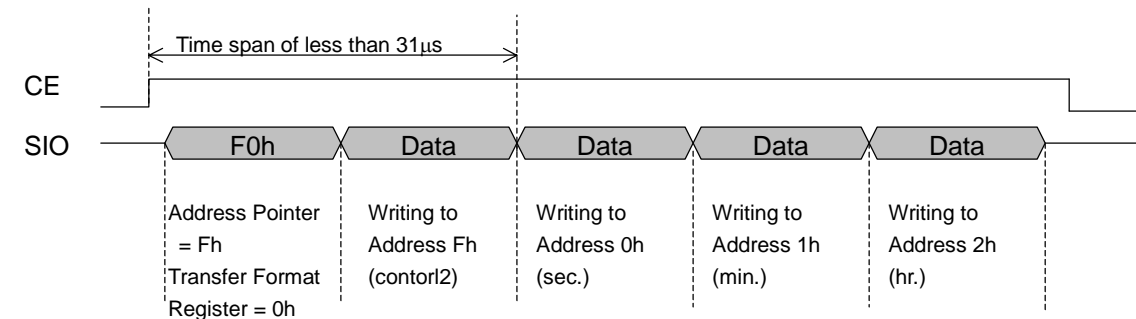 Time span of less than 31µs
CE
SIO
F0h Data Data Data Data
Address Pointer Writing to Writing to Writing to Writing to
= Fh Address Fh Address 0h Address 1h Address 2h
Transfer Format (contorl2) (sec.) (min.) (hr.)
Register = 0h